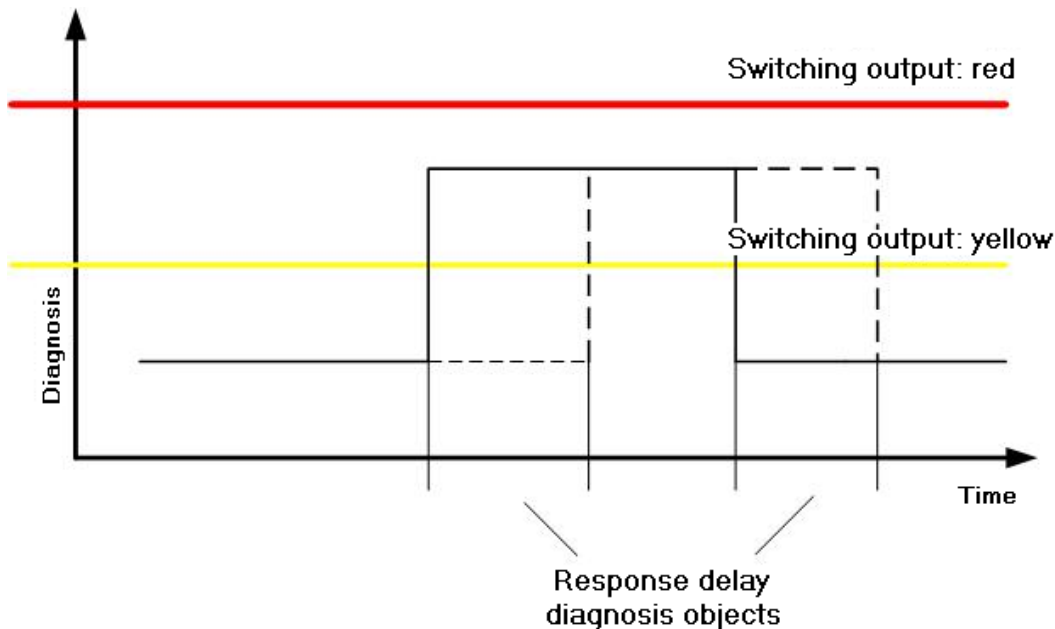 Switching output: red
Switching output: yellow
Diagnosis
Time
Response delay
diagnosis objects